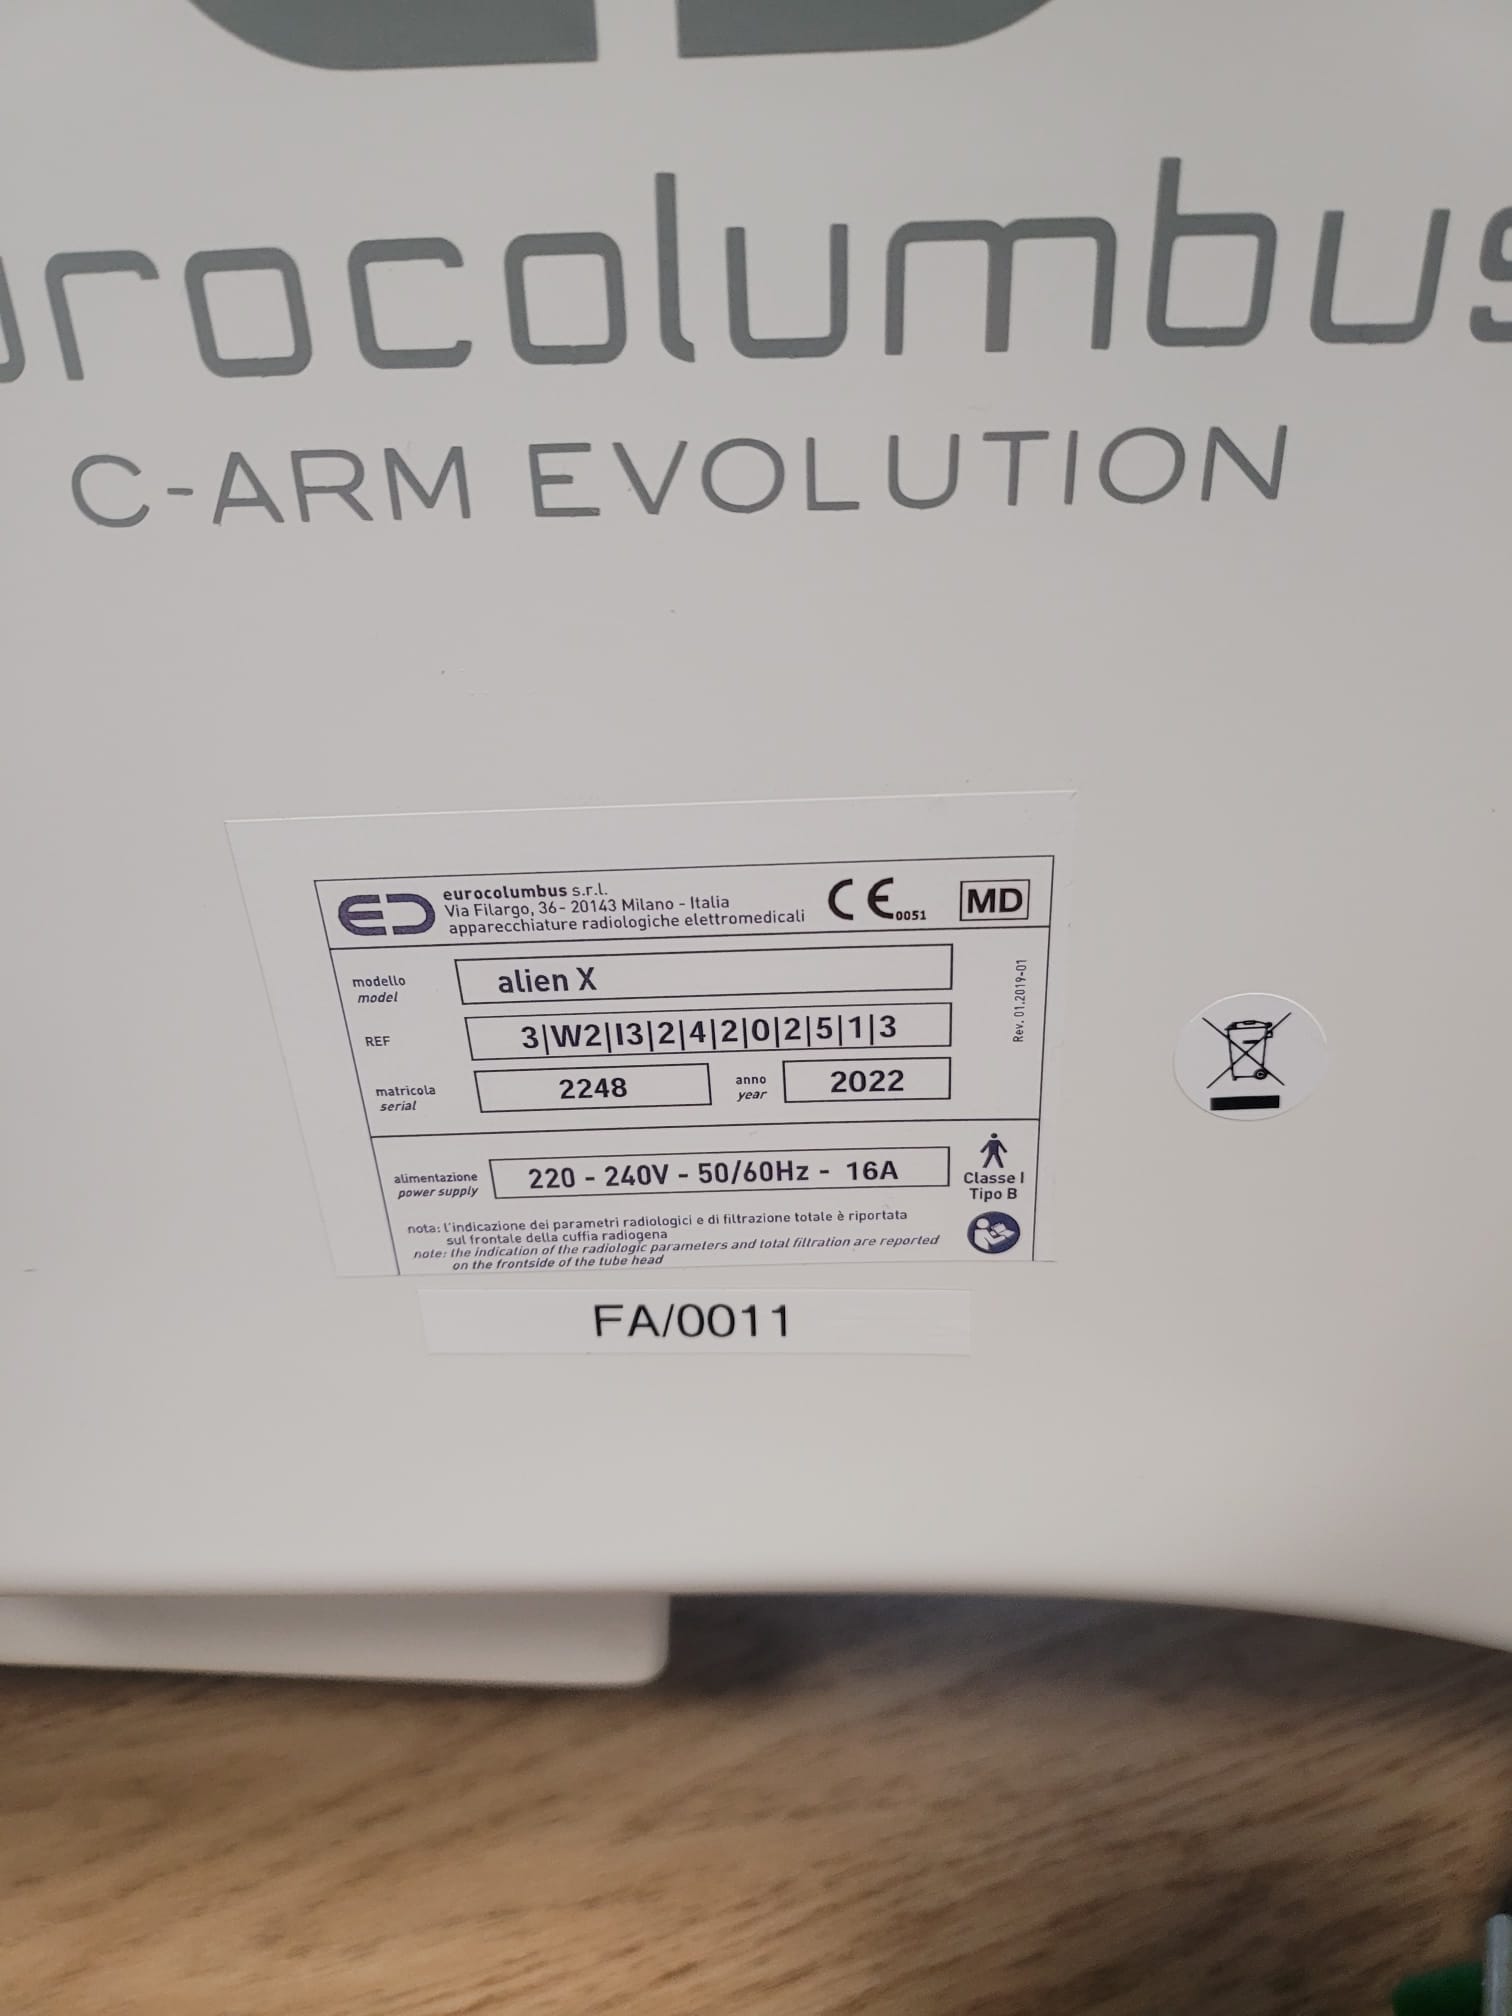 eurocolumbus
C-ARM EVOLUTION
eurocolumbus s.r.l.
Via Filargo, 36- 20143 Milano - Italia
apparecchiature radiologiche elettromedicali
CE 0051
MD
modello
model
alien X
REF
3|W2|I3|2|4|2|0|2|5|1|3
Rev. 01.2019-01
matricola
serial
2248
anno
year
2022
alimentazione
power supply
220 - 240V - 50/60Hz - 16A
Classe I
Tipo B
nota: l'indicazione dei parametri radiologici e di filtrazione totale è riportata
sul frontale della cuffia radiogena
note: the indication of the radiologic parameters and total filtration are reported
on the frontside of the tube head
FA/0011